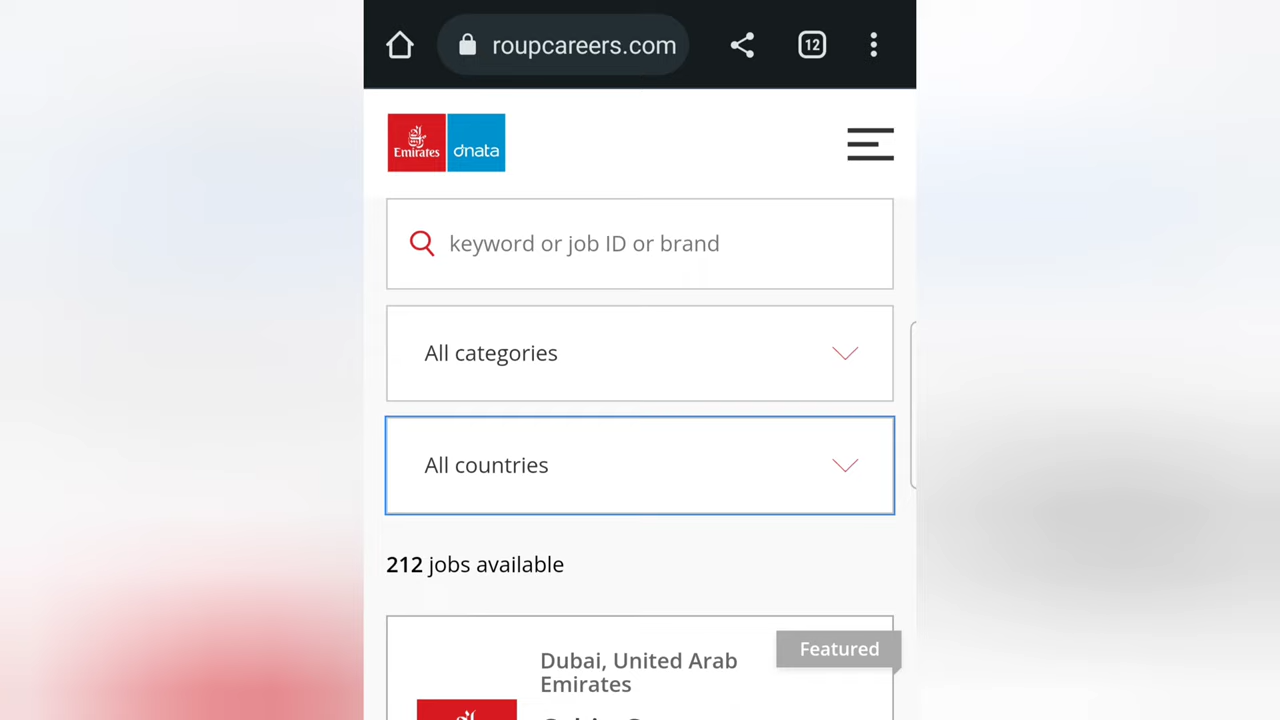 roupcareers.com
12
Emirates
dnata
keyword or job ID or brand
All categories
All countries
212 jobs available
Featured
Dubai, United Arab
Emirates